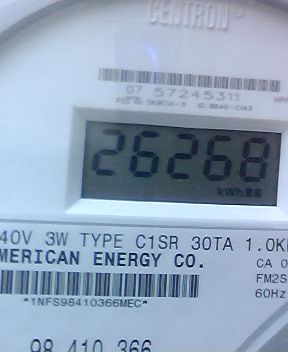 CENTRON®
07 57245311
26268
kWh
40V 3W TYPE C1SR 30TA 1.0K
MERICAN ENERGY CO.
CA 0
FM2S
60Hz
*1NFS98410366MEC*
98 410 366